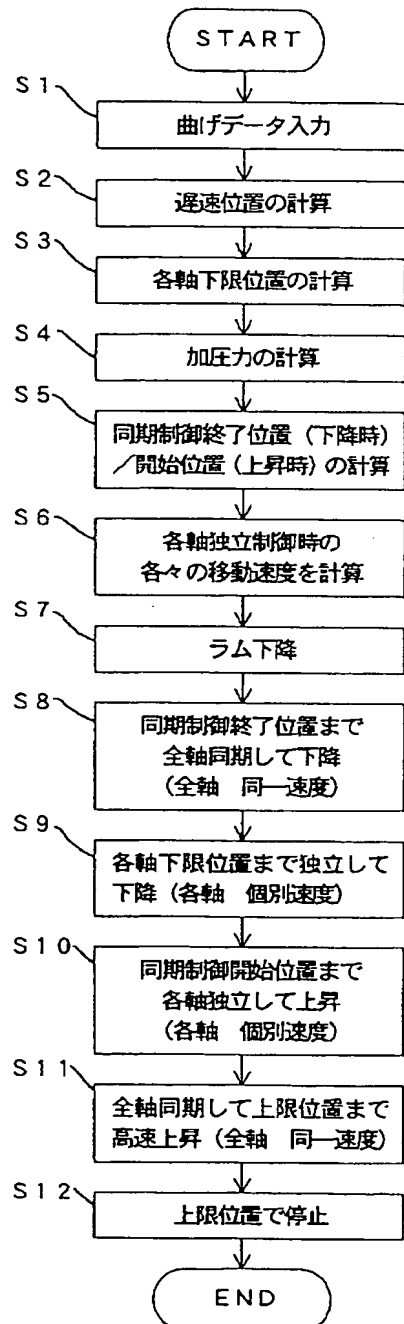 START
S1
曲げデータ入力
S2
遅速位置の計算
S3
各軸下限位置の計算
S4
加圧力の計算
S5
同期制御終了位置(下降時)
/開始位置(上昇時)の計算
S6
各軸独立制御時の
各々の移動速度を計算
S7
ラム下降
S8
同期制御終了位置まで
全軸同期して下降
(全軸 同一速度)
S9
各軸下限位置まで独立して
下降(各軸 個別速度)
S10
同期制御開始位置まで
各軸独立して上昇
(各軸 個別速度)
S11
全軸同期して上限位置まで
高速上昇(全軸 同一速度)
S12
上限位置で停止
END